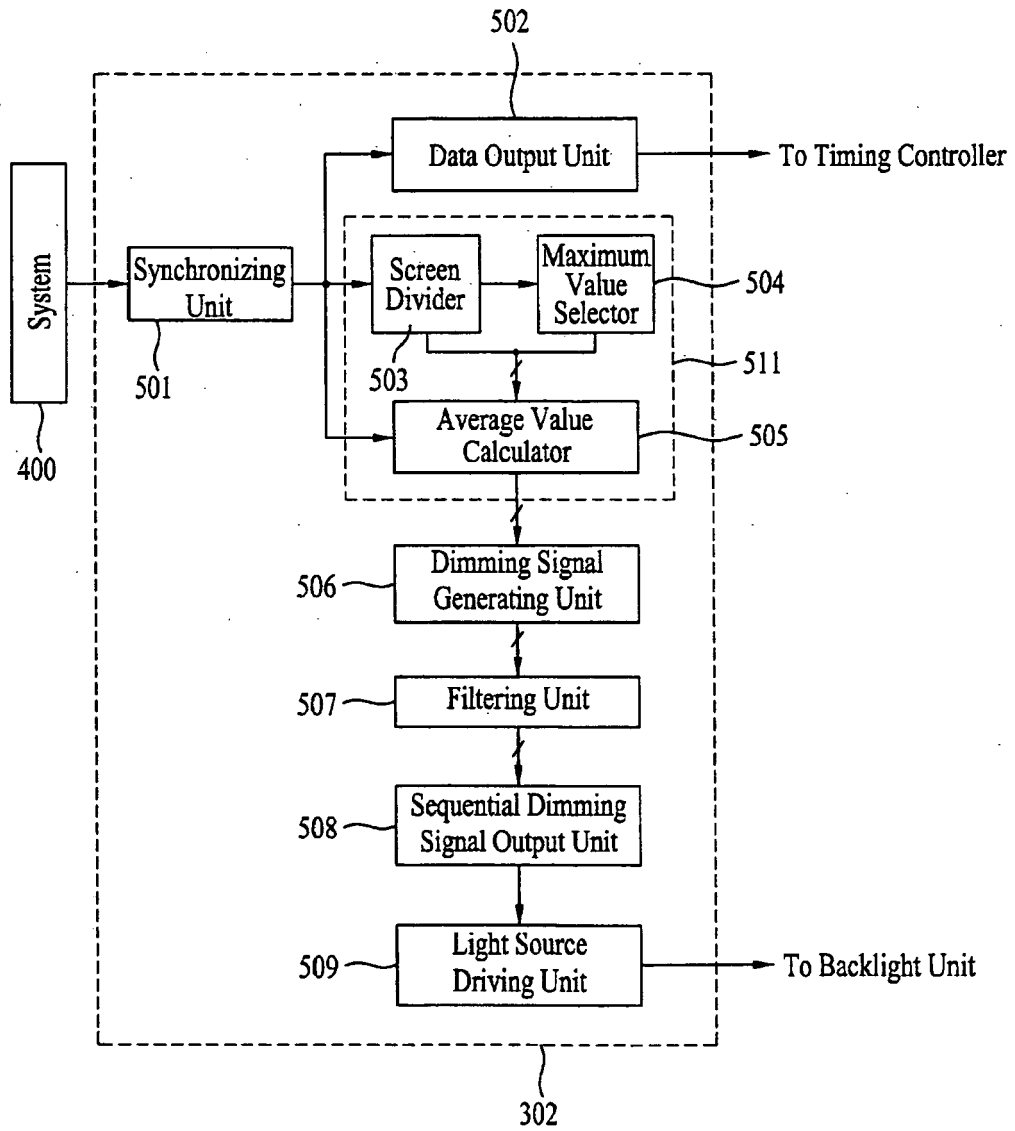 502
Data Output Unit
To Timing Controller
System
400
Synchronizing
Unit
501
Screen
Divider
503
Maximum
Value
Selector
504
511
Average Value
Calculator
505
506
Dimming Signal
Generating Unit
507
Filtering Unit
508
Sequential Dimming
Signal Output Unit
509
Light Source
Driving Unit
To Backlight Unit
302